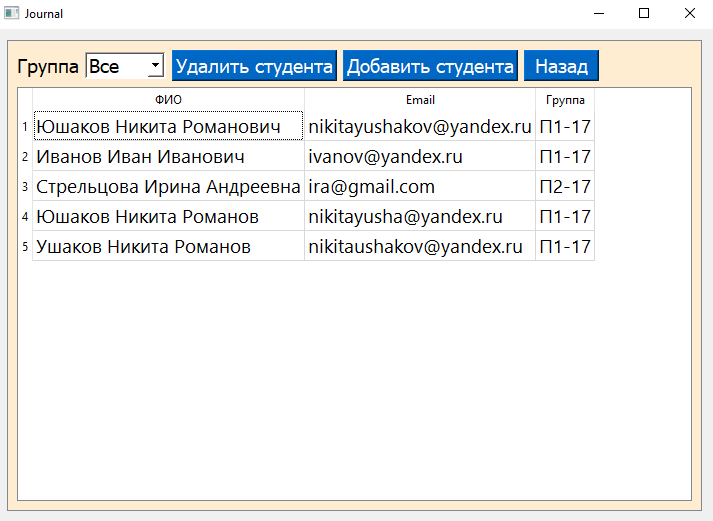 Journal
Группа Все Удалить студента Добавить студента Назад
ФИО Email Группа
1 Юшаков Никита Романович nikitayushakov@yandex.ru П1-17
2 Иванов Иван Иванович ivanov@yandex.ru П1-17
3 Стрельцова Ирина Андреевна ira@gmail.com П2-17
4 Юшаков Никита Романов nikitayusha@yandex.ru П1-17
5 Ушаков Никита Романов nikitaushakov@yandex.ru П1-17